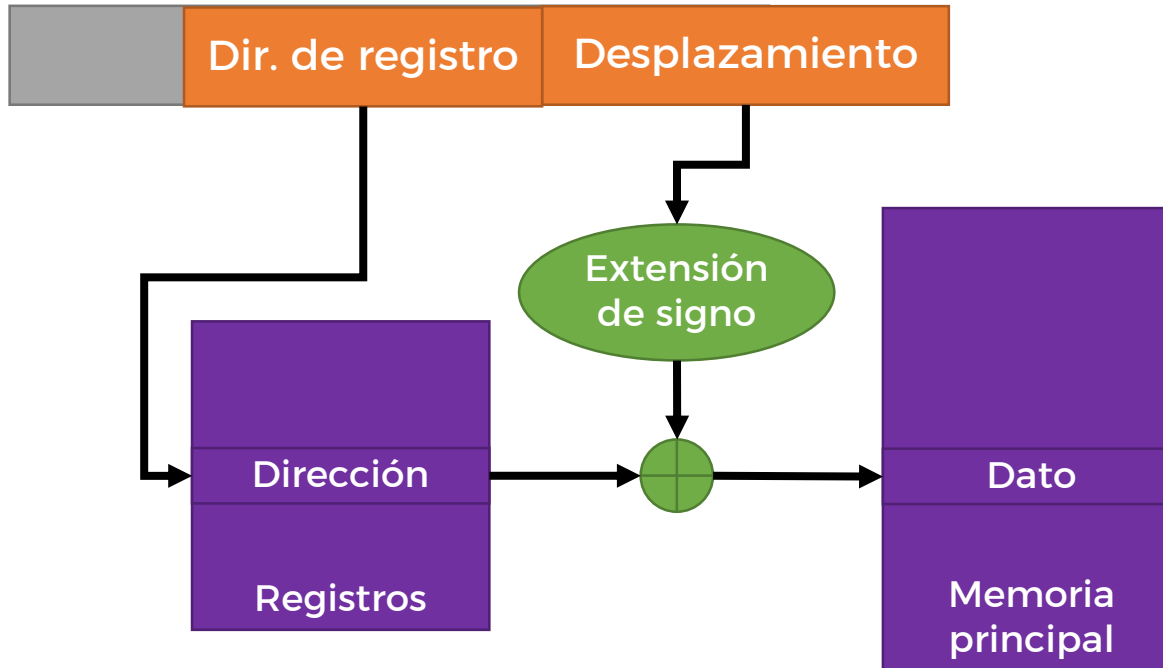 Dir. de registro
Desplazamiento
Extensión
de signo
Dirección
Dato
Registros
Memoria
principal